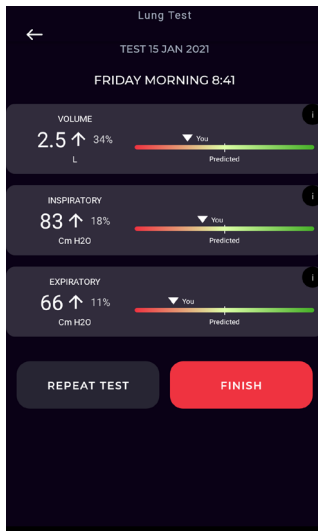 Lung Test
TEST 15 JAN 2021
FRIDAY MORNING 8:41
i
VOLUME
2.5 ↑ 34%
L
You
Predicted
i
INSPIRATORY
83 ↑ 18%
Cm H2O
You
Predicted
i
EXPIRATORY
66 ↑ 11%
Cm H2O
You
Predicted
REPEAT TEST
FINISH